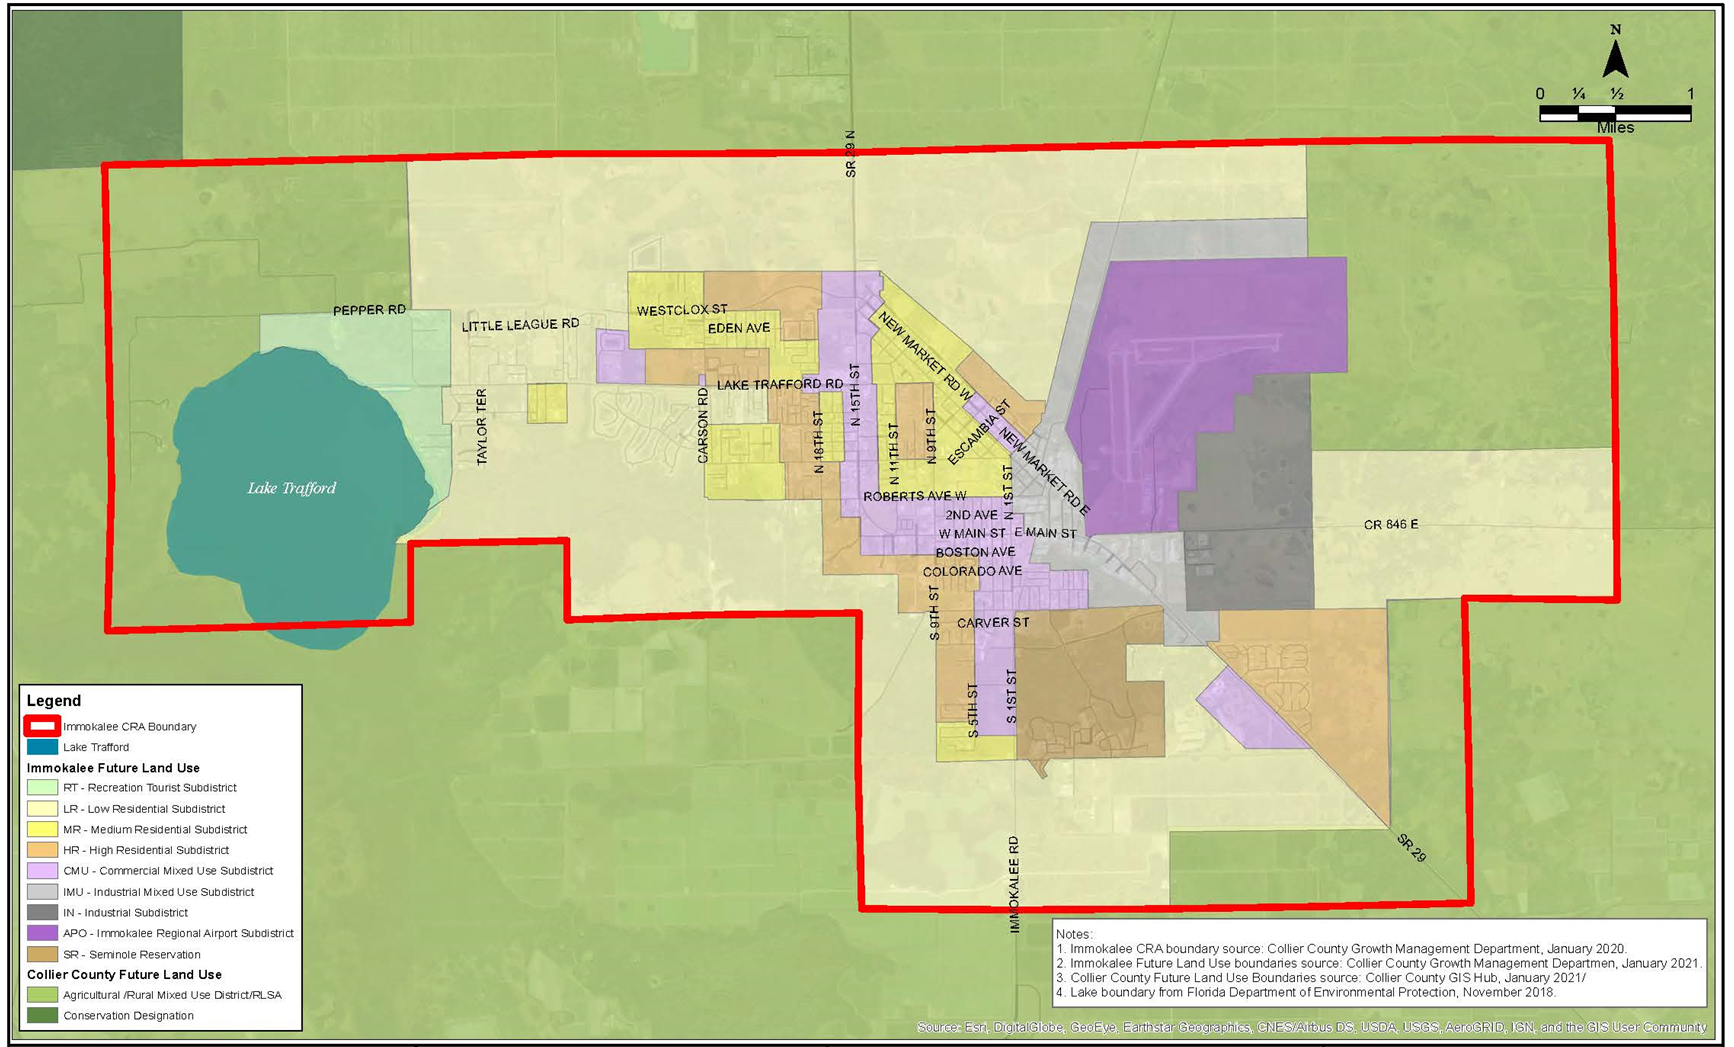 N
0 ¼ ½ 1
Miles
SR 29 N
PEPPER RD
LITTLE LEAGUE RD
WESTCLOX ST
EDEN AVE
NEW MARKET RD W
LAKE TRAFFORD RD
N 15TH ST
TAYLOR TER
CARSON RD
N 18TH ST
N 11TH ST
N 9TH ST
ESCAMBIA ST
NEW MARKET RD E
N 1ST ST
Lake Trafford
ROBERTS AVE W
2ND AVE
W MAIN ST
E MAIN ST
CR 846 E
BOSTON AVE
COLORADO AVE
S 9TH ST
CARVER ST
S 5TH ST
S 1ST ST
IMMOKALEE RD
SR 29
Legend
Immokalee CRA Boundary
Lake Trafford
Immokalee Future Land Use
RT - Recreation Tourist Subdistrict
LR - Low Residential Subdistrict
MR - Medium Residential Subdistrict
HR - High Residential Subdistrict
CMU - Commercial Mixed Use Subdistrict
IMU - Industrial Mixed Use Subdistrict
IN - Industrial Subdistrict
APO - Immokalee Regional Airport Subdistrict
SR - Seminole Reservation
Collier County Future Land Use
Agricultural /Rural Mixed Use District/RLSA
Conservation Designation
Notes:
1. Immokalee CRA boundary source: Collier County Growth Management Department, January 2020.
2. Immokalee Future Land Use boundaries source: Collier County Growth Management Departmen, January 2021.
3. Collier County Future Land Use Boundaries source: Collier County GIS Hub, January 2021/
4. Lake boundary from Florida Department of Environmental Protection, November 2018.
Source: Esri, DigitalGlobe, GeoEye, Earthstar Geographics, CNES/Airbus DS, USDA, USGS, AeroGRID, IGN, and the GIS User Community